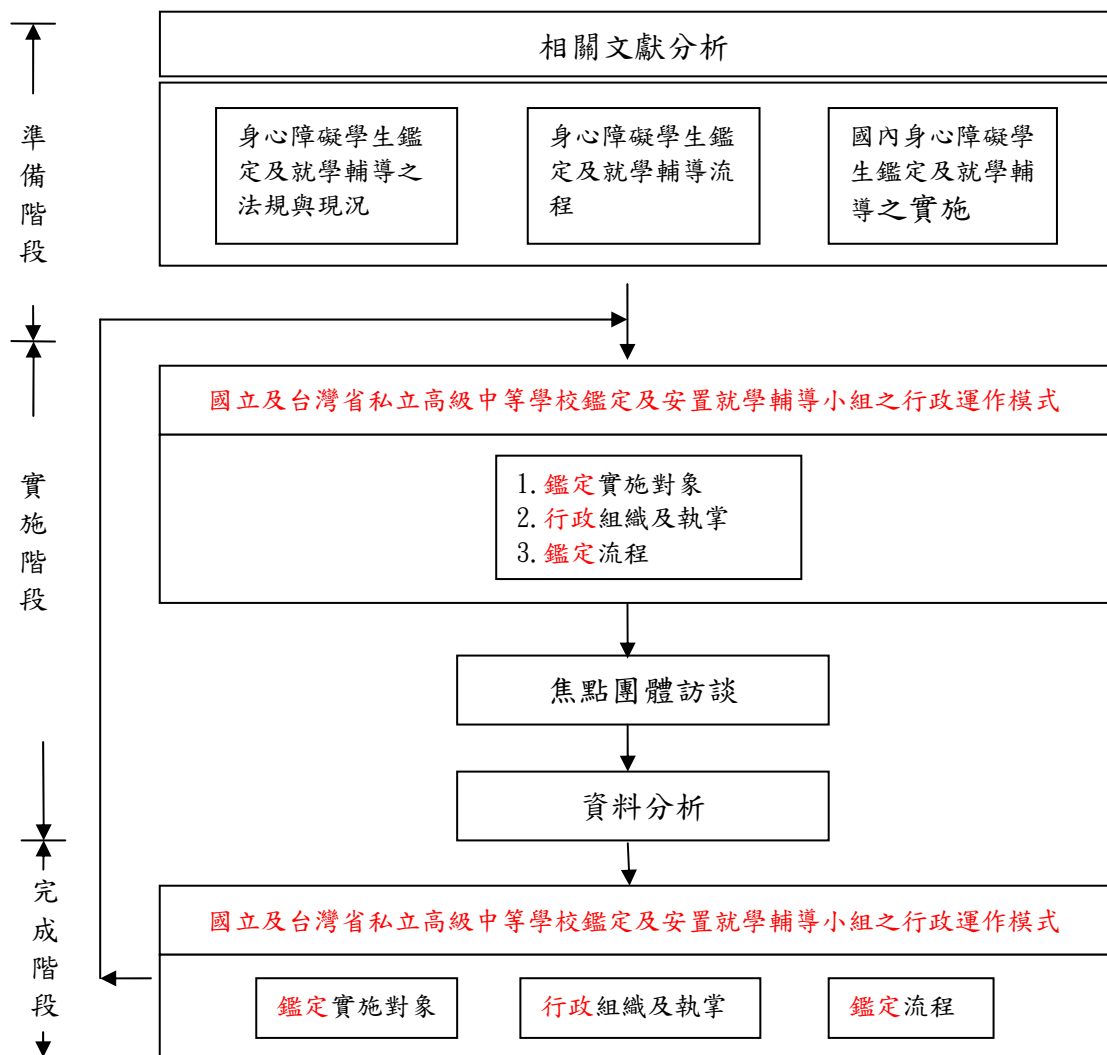 相關文獻分析
準備階段
身心障礙學生鑑
定及就學輔導之
法規與現況
身心障礙學生鑑
定及就學輔導流
程
國內身心障礙學
生鑑定及就學輔
導之實施
國立及台灣省私立高級中等學校鑑定及安置就學輔導小組之行政運作模式
實施階段
1.鑑定實施對象
2.行政組織及執掌
3.鑑定流程
焦點團體訪談
資料分析
完成階段
國立及台灣省私立高級中等學校鑑定及安置就學輔導小組之行政運作模式
鑑定實施對象
行政組織及執掌
鑑定流程